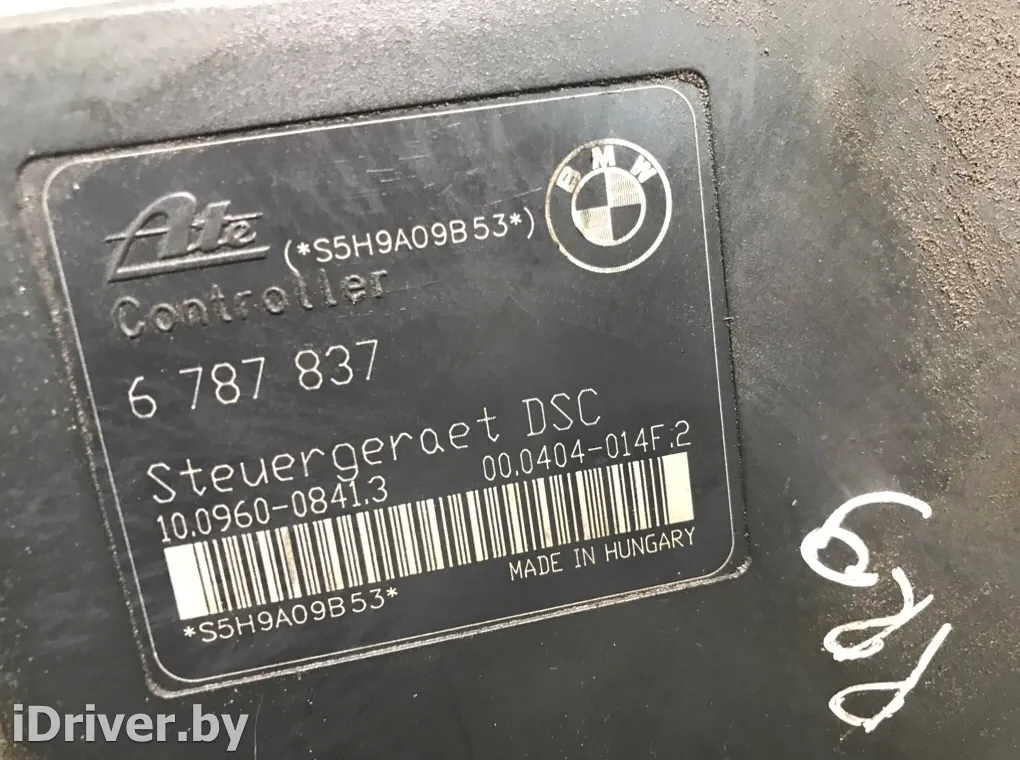 Ate
(*S5H9A09B53*)
BMW
Controller
6 787 837
Steuergeraet DSC
10.0960-0841.3
00.0404-014F.2
MADE IN HUNGARY
*S5H9A09B53*
iDriver.by